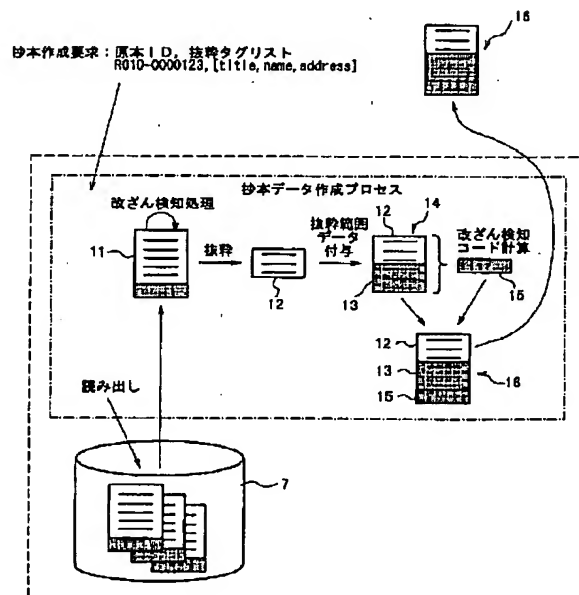 16
抄本作成要求：原本ID，抜粋タグリスト
R010-0000123,[title,name,address]
抄本データ作成プロセス
改ざん検知処理
11
抜粋
12
抜粋範囲
データ
付与
12
14
13
改ざん検知
コード計算
15
12
13
15
16
読み出し
7